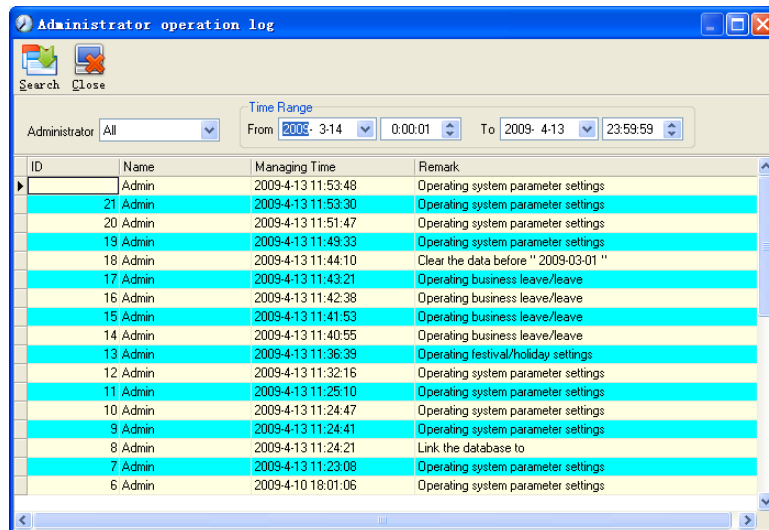 Administrator operation log
Search Close
Time Range
Administrator All From 2009- 3-14 0:00:01 To 2009- 4-13 23:59:59
ID Name Managing Time Remark
Admin 2009-4-13 11:53:48 Operating system parameter settings
21 Admin 2009-4-13 11:53:30 Operating system parameter settings
20 Admin 2009-4-13 11:51:47 Operating system parameter settings
19 Admin 2009-4-13 11:49:33 Operating system parameter settings
18 Admin 2009-4-13 11:44:10 Clear the data before " 2009-03-01 "
17 Admin 2009-4-13 11:43:21 Operating business leave/leave
16 Admin 2009-4-13 11:42:38 Operating business leave/leave
15 Admin 2009-4-13 11:41:53 Operating business leave/leave
14 Admin 2009-4-13 11:40:55 Operating business leave/leave
13 Admin 2009-4-13 11:36:39 Operating festival/holiday settings
12 Admin 2009-4-13 11:32:16 Operating system parameter settings
11 Admin 2009-4-13 11:25:10 Operating system parameter settings
10 Admin 2009-4-13 11:24:47 Operating system parameter settings
9 Admin 2009-4-13 11:24:41 Operating system parameter settings
8 Admin 2009-4-13 11:24:21 Link the database to
7 Admin 2009-4-13 11:23:08 Operating system parameter settings
6 Admin 2009-4-10 18:01:06 Operating system parameter settings